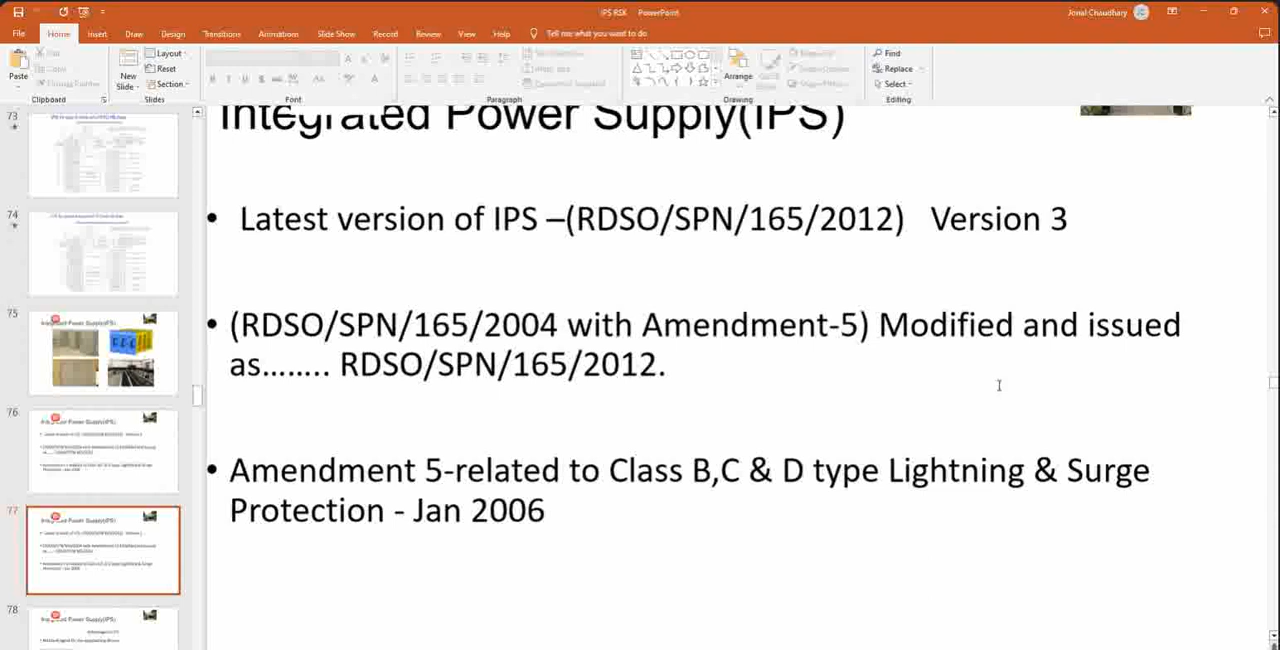 IPS RSK - PowerPoint
Jonal Chaudhary
File Home Insert Draw Design Transitions Animations Slide Show Record Review View Help Tell me what you want to do
Paste
Cut
Copy
Format Painter
Clipboard
New
Slide
Layout
Reset
Section
Slides
Font
Paragraph
Arrange
Drawing
Find
Replace
Select
Editing
73
74
75
76
77
78
Integrated Power Supply(IPS)
• Latest version of IPS –(RDSO/SPN/165/2012) Version 3
• (RDSO/SPN/165/2004 with Amendment-5) Modified and issued
as…….. RDSO/SPN/165/2012.
• Amendment 5-related to Class B,C & D type Lightning & Surge
Protection - Jan 2006